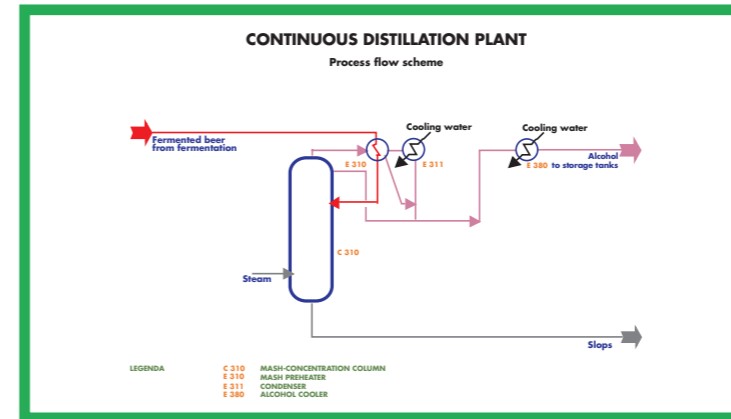 CONTINUOUS DISTILLATION PLANT
Process flow scheme
Cooling water
Cooling water
Fermented beer
from fermentation
E 310
E 311
E 380
Alcohol
to storage tanks
C 310
Steam
Slops
LEGENDA
C 310 MASH-CONCENTRATION COLUMN
E 310 MASH PREHEATER
E 311 CONDENSER
E 380 ALCOHOL COOLER